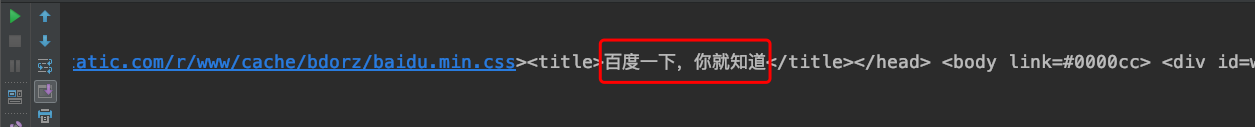 atic.com/r/www/cache/bdorz/baidu.min.css><title>百度一下，你就知道</title></head> <body link=#0000cc> <div id=w